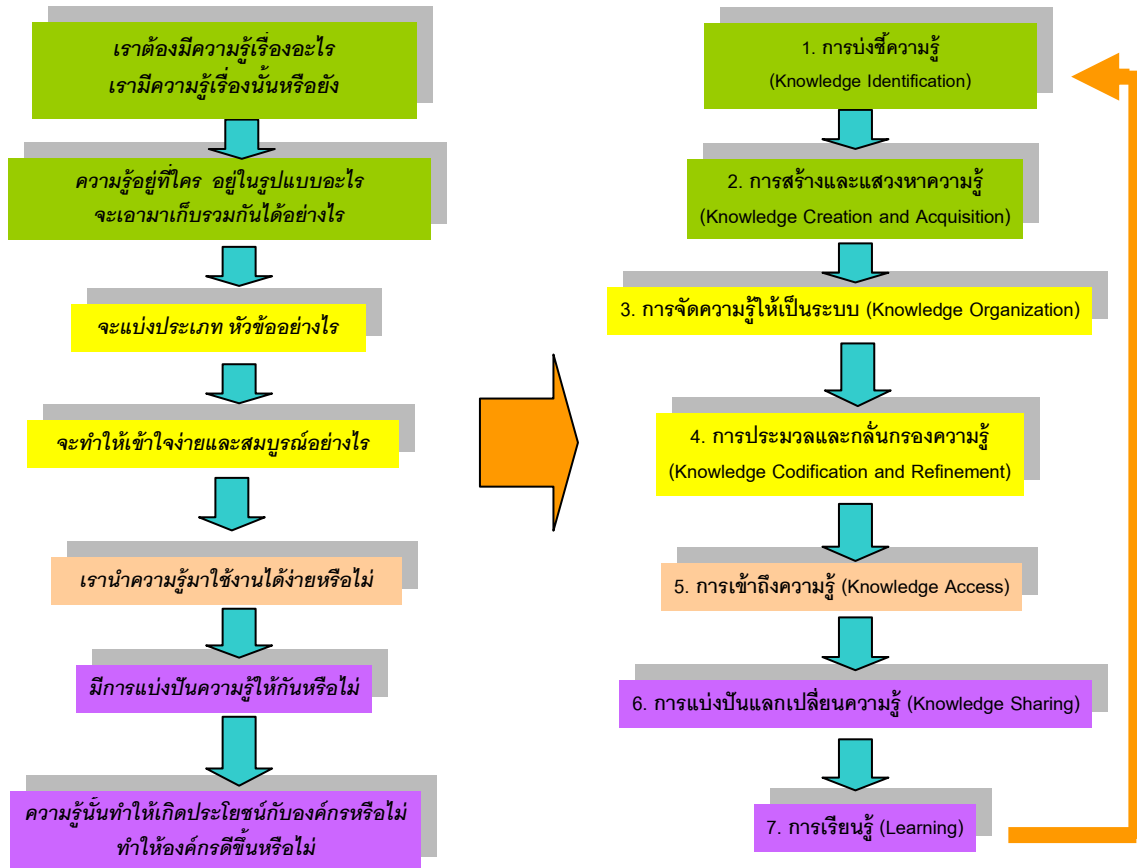 เราต้องมีความรู้เรื่องอะไร
เรามีความรู้เรื่องนั้นหรือยัง
ความรู้อยู่ที่ใคร อยู่ในรูปแบบอะไร
จะเอามาเก็บรวมกันได้อย่างไร
จะแบ่งประเภท หัวข้ออย่างไร
จะทำให้เข้าใจง่ายและสมบูรณ์อย่างไร
เรานำความรู้มาใช้งานได้ง่ายหรือไม่
มีการแบ่งปันความรู้ให้กันหรือไม่
ความรู้นั้นทำให้เกิดประโยชน์กับองค์กรหรือไม่
ทำให้องค์กรดีขึ้นหรือไม่
1. การบ่งชี้ความรู้
(Knowledge Identification)
2. การสร้างและแสวงหาความรู้
(Knowledge Creation and Acquisition)
3. การจัดความรู้ให้เป็นระบบ (Knowledge Organization)
4. การประมวลและกลั่นกรองความรู้
(Knowledge Codification and Refinement)
5. การเข้าถึงความรู้ (Knowledge Access)
6. การแบ่งปันแลกเปลี่ยนความรู้ (Knowledge Sharing)
7. การเรียนรู้ (Learning)